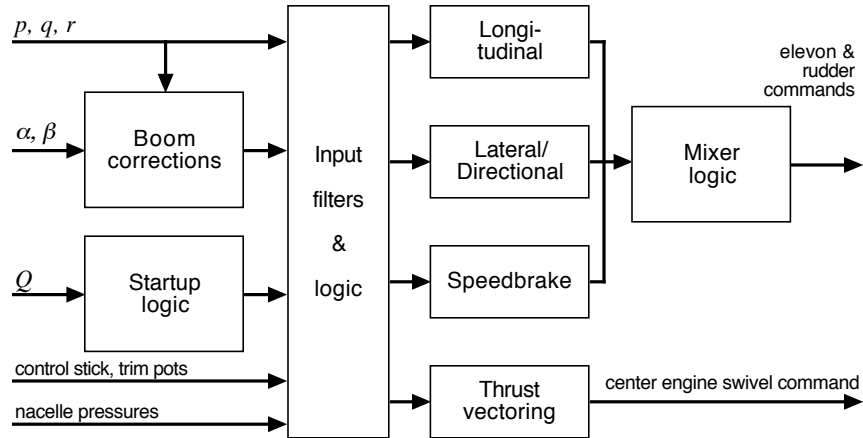 p, q, r
Longi-
tudinal
elevon &
rudder
commands
α, β
Boom
corrections
Input
filters
&
logic
Lateral/
Directional
Mixer
logic
Q
Startup
logic
Speedbrake
control stick, trim pots
nacelle pressures
Thrust
vectoring
center engine swivel command